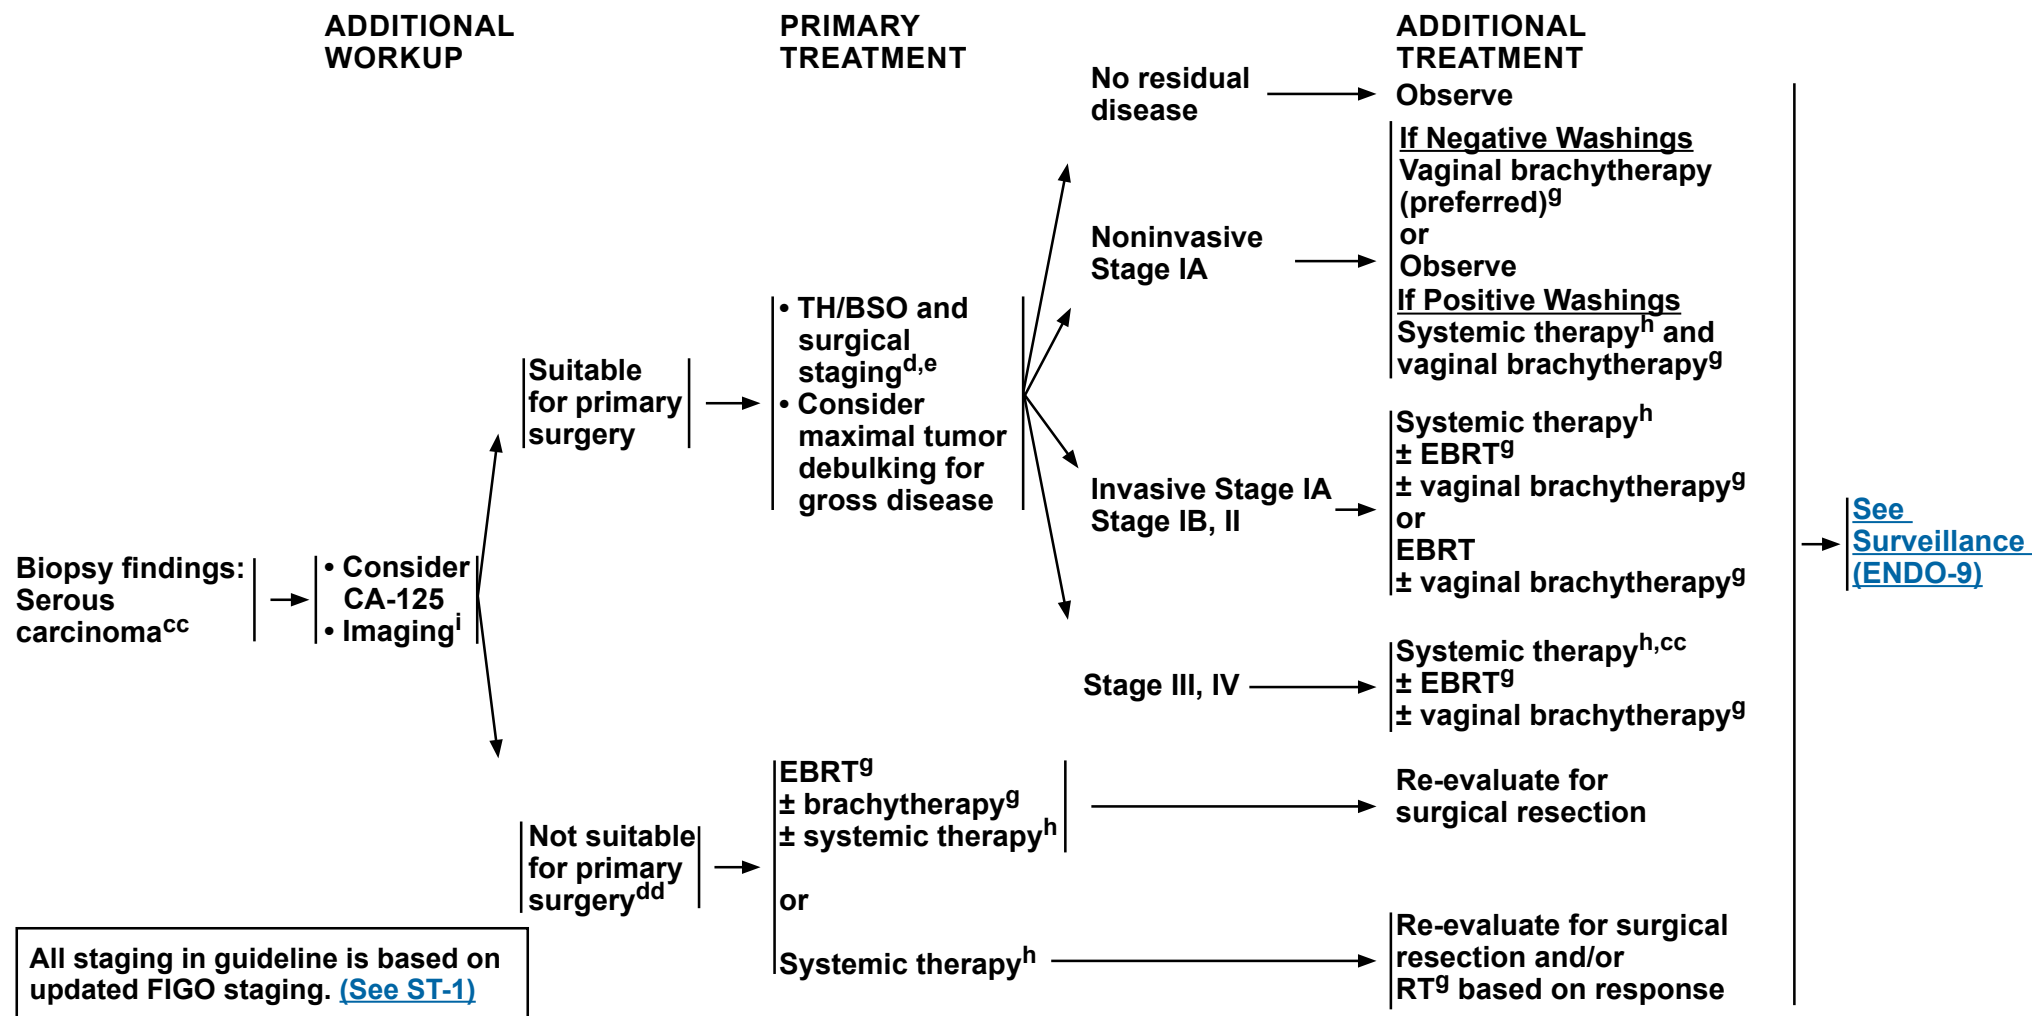 ADDITIONAL
WORKUP
PRIMARY
TREATMENT
ADDITIONAL
TREATMENT
Biopsy findings:
Serous
carcinomacc
• Consider
CA-125
• Imagingi
Suitable
for primary
surgery
• TH/BSO and
surgical
stagingd,e
• Consider
maximal tumor
debulking for
gross disease
No residual
disease
Observe
Noninvasive
Stage IA
If Negative Washings
Vaginal brachytherapy
(preferred)g
or
Observe
If Positive Washings
Systemic therapyh and
vaginal brachytherapyg
Invasive Stage IA
Stage IB, II
Systemic therapyh
± EBRTg
± vaginal brachytherapyg
or
EBRT
± vaginal brachytherapyg
Stage III, IV
Systemic therapyh,cc
± EBRTg
± vaginal brachytherapyg
Not suitable
for primary
surgerydd
EBRTg
± brachytherapyg
± systemic therapyh
or
Systemic therapyh
Re-evaluate for
surgical resection
Re-evaluate for surgical
resection and/or
RTg based on response
See
Surveillance
(ENDO-9)
All staging in guideline is based on
updated FIGO staging. (See ST-1)